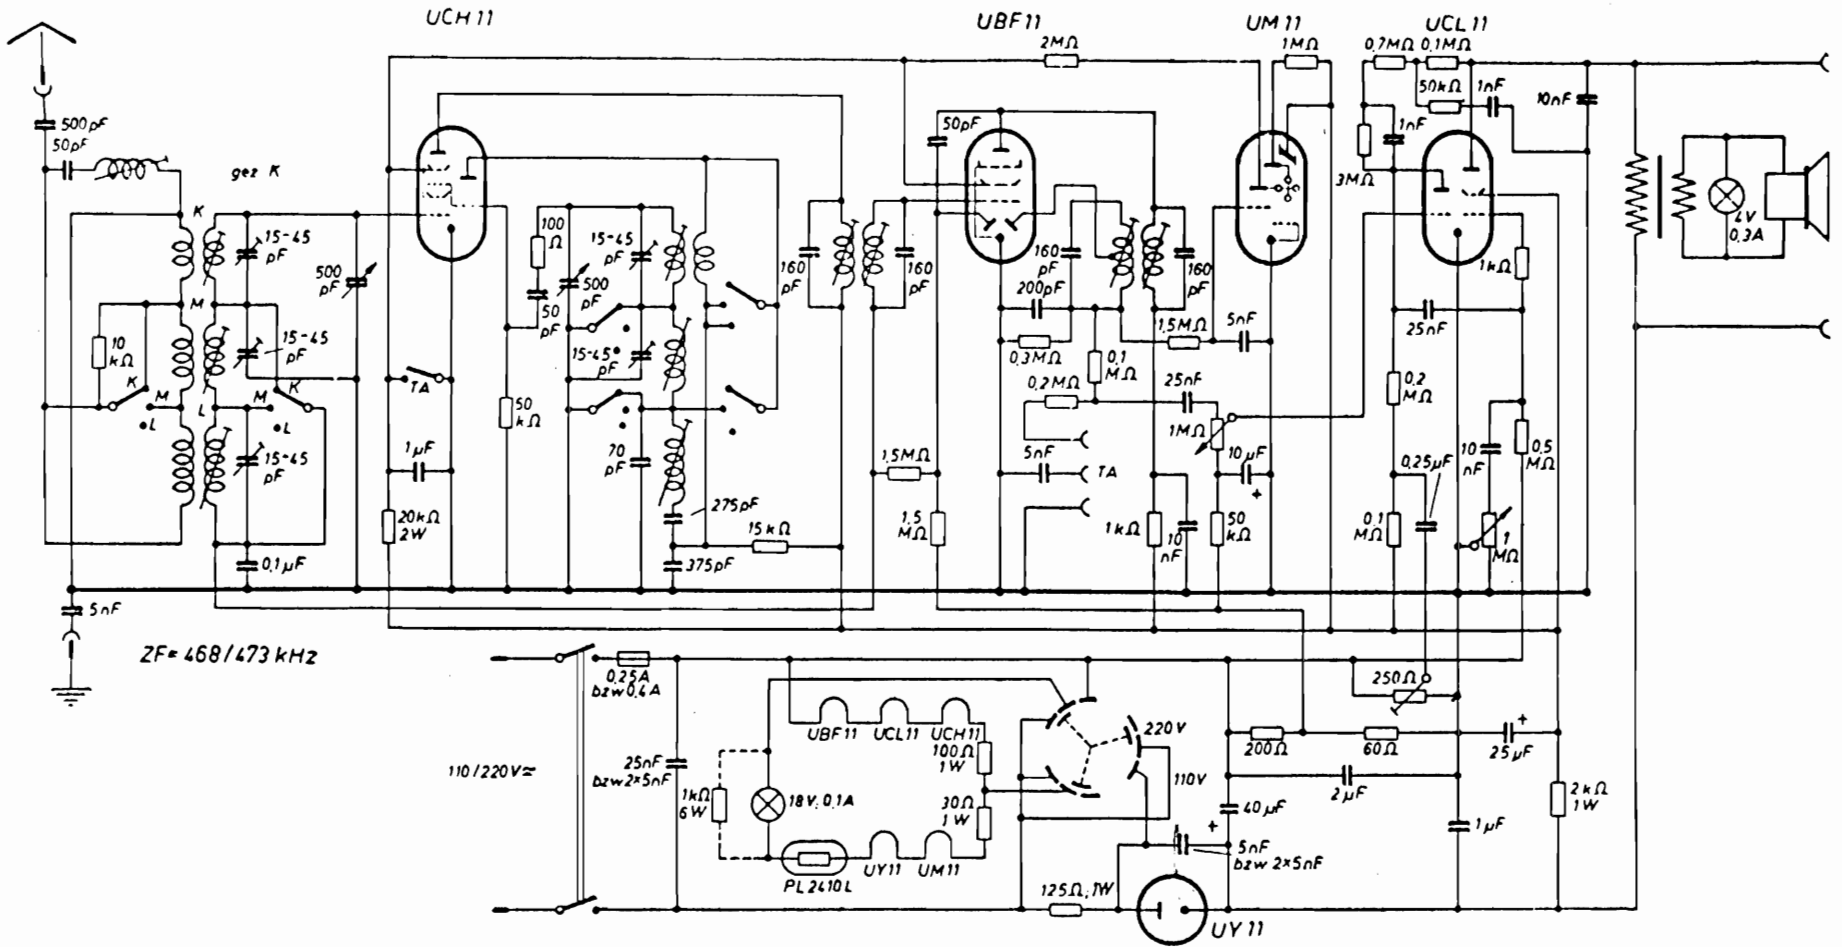 UCH 11
UBF 11
UM 11
UCL 11
2MΩ
1MΩ
0,7MΩ
0,1MΩ
50kΩ
1nF
10nF
500pF
50pF
gez K
50pF
1nF
3MΩ
K
15-45
pF
500
pF
100
Ω
15-45
pF
500
pF
50
pF
160
pF
160
pF
160
pF
200pF
160
pF
4V
0,3A
1kΩ
M
10
kΩ
15-45
pF
15-45
pF
0,3MΩ
0,1
MΩ
1,5MΩ
5nF
25nF
K
M
L
M
K
L
L
TA
50
kΩ
0,2MΩ
25nF
1MΩ
0,2
MΩ
15-45
pF
1µF
70
pF
1,5MΩ
5nF
TA
10µF
+
0,25µF
10
nF
0,5
MΩ
20kΩ
2W
275pF
15kΩ
1,5
MΩ
1kΩ
10
nF
50
kΩ
0,1
MΩ
1
MΩ
0,1µF
375pF
5nF
ZF= 468/473 kHz
0,25A
bzw 0,4A
250Ω
UBF11
UCL11
UCH11
220V
110/220V≂
25nF
bzw 2×5nF
100Ω
1W
110V
200Ω
60Ω
+
25µF
1kΩ
6W
18V; 0,1A
30Ω
1W
2µF
2kΩ
1W
40µF
+
1µF
5nF
bzw 2×5nF
PL2410L
UY11
UM11
125Ω; 1W
UY 11